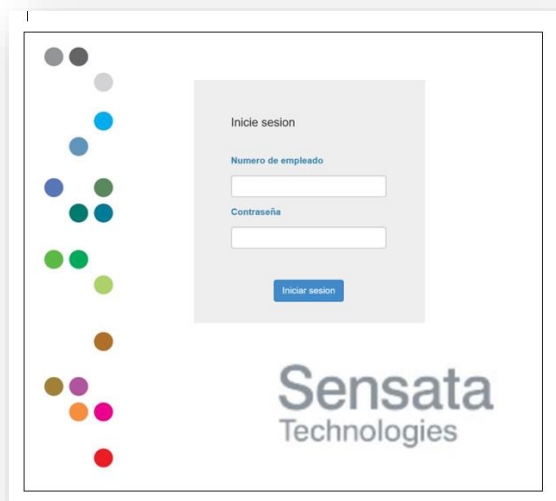 Inicie sesion
Numero de empleado
Contraseña
Iniciar sesion
Sensata
Technologies